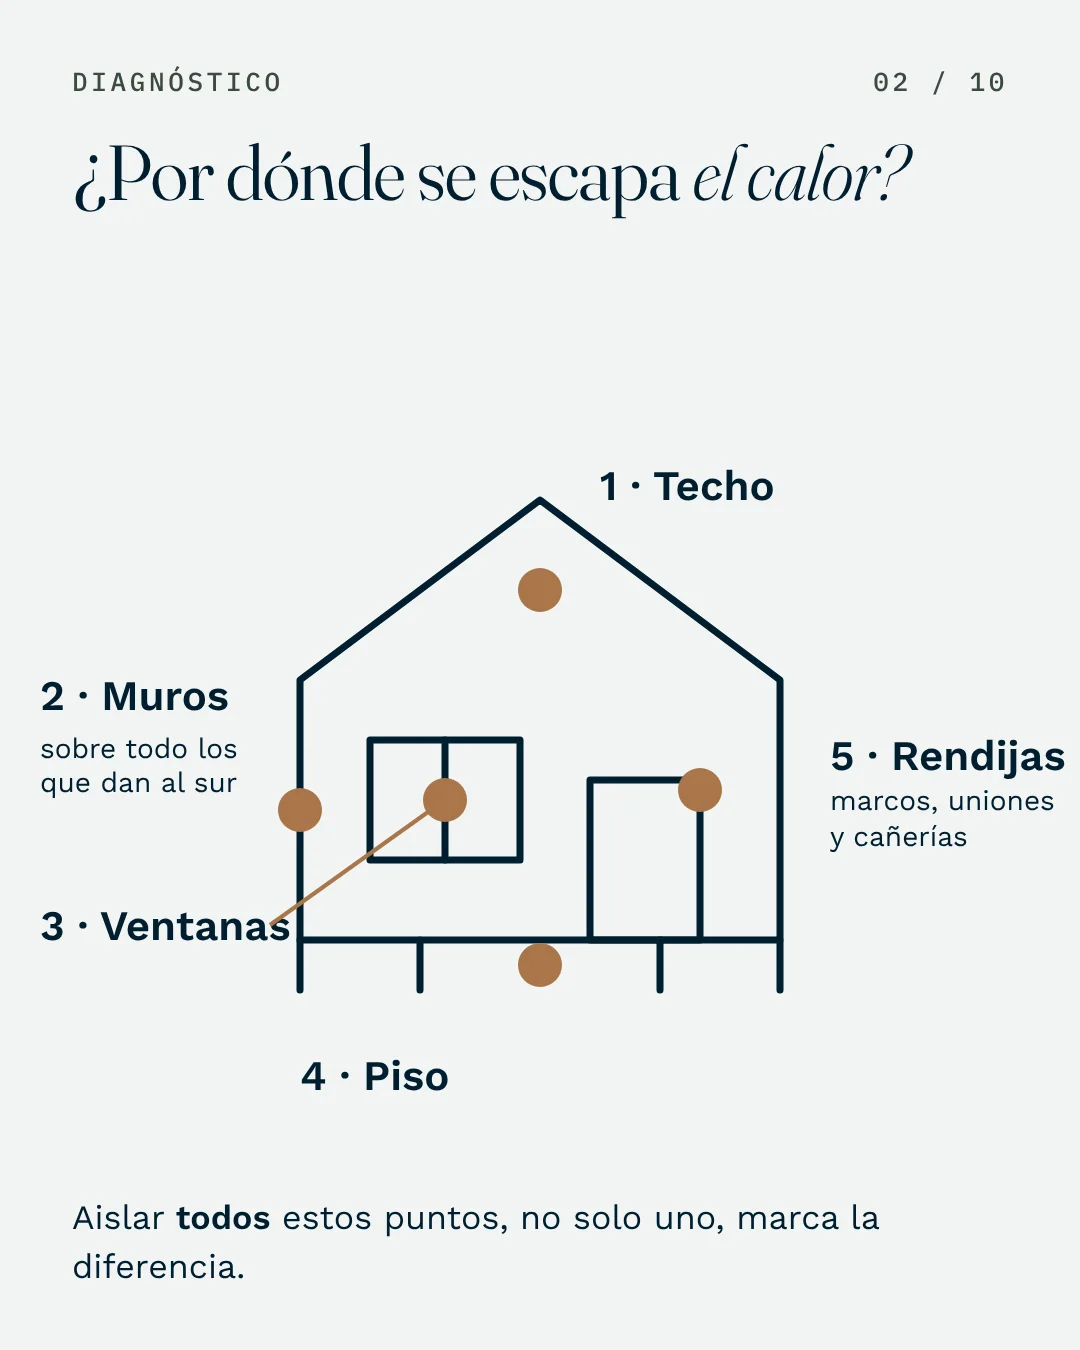 DIAGNÓSTICO
02 / 10
¿Por dónde se escapa el calor?
1 · Techo
2 · Muros
sobre todo los
que dan al sur
5 · Rendijas
marcos, uniones
y cañerías
3 · Ventanas
4 · Piso
Aislar todos estos puntos, no solo uno, marca la
diferencia.